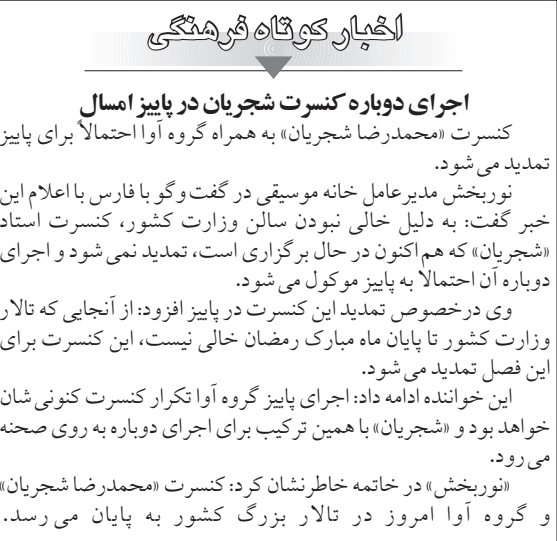 اخبار کوتاه فرهنگی
اجرای دوباره کنسرت شجریان در پاییز امسال
کنسرت «محمدرضا شجریان» به همراه گروه آوا احتمالاً برای پاییز
تمدید می شود.
نوربخش مدیرعامل خانه موسیقی در گفت وگو با فارس با اعلام این
خبر گفت: به دلیل خالی نبودن سالن وزارت کشور، کنسرت استاد
«شجریان» که هم اکنون در حال برگزاری است، تمدید نمی شود و اجرای
دوباره آن احتمالا به پاییز موکول می شود.
وی درخصوص تمدید این کنسرت در پاییز افزود: از آنجایی که تالار
وزارت کشور تا پایان ماه مبارک رمضان خالی نیست، این کنسرت برای
این فصل تمدید می شود.
این خواننده ادامه داد: اجرای پاییز گروه آوا تکرار کنسرت کنونی شان
خواهد بود و «شجریان» با همین ترکیب برای اجرای دوباره به روی صحنه
می رود.
«نوربخش» در خاتمه خاطرنشان کرد: کنسرت «محمدرضا شجریان»
و گروه آوا امروز در تالار بزرگ کشور به پایان می رسد.